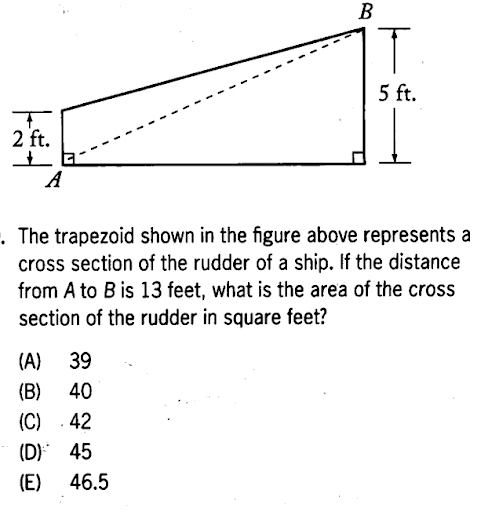 B
5 ft.
2 ft.
A
. The trapezoid shown in the figure above represents a
cross section of the rudder of a ship. If the distance
from A to B is 13 feet, what is the area of the cross
section of the rudder in square feet?
(A) 39
(B) 40
(C) 42
(D) 45
(E) 46.5